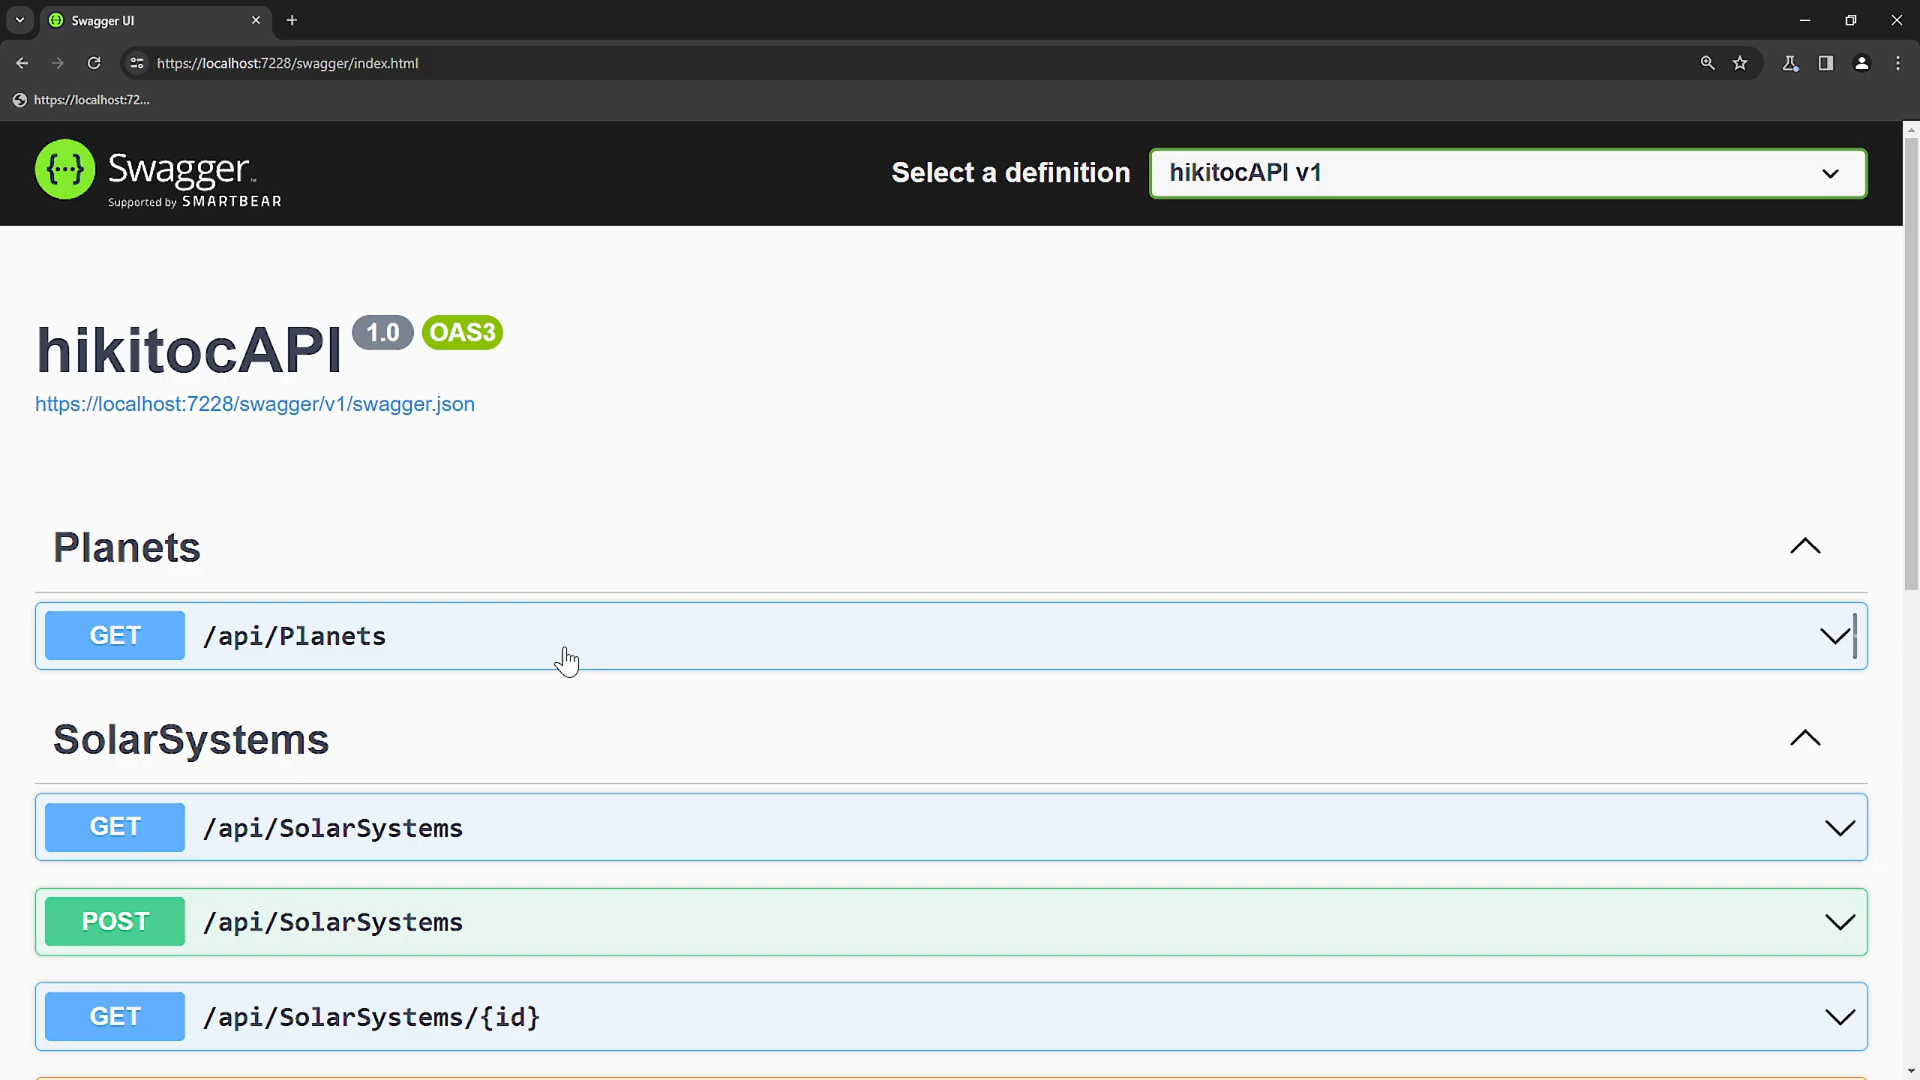 Swagger UI
https://localhost:7228/swagger/index.html
https://localhost:72...
{···} Swagger™
Supported by SMARTBEAR
Select a definition
hikitocAPI v1
hikitocAPI 1.0 OAS3
https://localhost:7228/swagger/v1/swagger.json
Planets
GET /api/Planets
SolarSystems
GET /api/SolarSystems
POST /api/SolarSystems
GET /api/SolarSystems/{id}